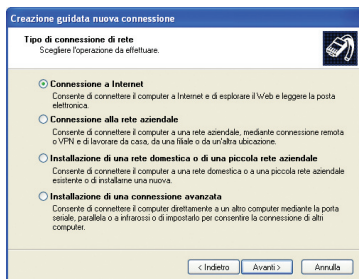 Creazione guidata nuova connessione
Tipo di connessione di rete
Scegliere l'operazione da effettuare.
Connessione a Internet
Consente di connettere il computer a Internet e di esplorare il Web e leggere la posta
elettronica.
Connessione alla rete aziendale
Consente di connettere il computer a una rete aziendale, mediante connessione remota
o VPN e di lavorare da casa, da una filiale o da un'altra ubicazione.
Installazione di una rete domestica o di una piccola rete aziendale
Consente di connettere il computer a una rete domestica o a una piccola rete aziendale
esistente o di installarne una nuova.
Installazione di una connessione avanzata
Consente di connettere il computer direttamente a un altro computer mediante la porta
seriale, parallela o a infrarossi o di impostarlo per consentire la connessione di altri
computer.
< Indietro Avanti > Annulla